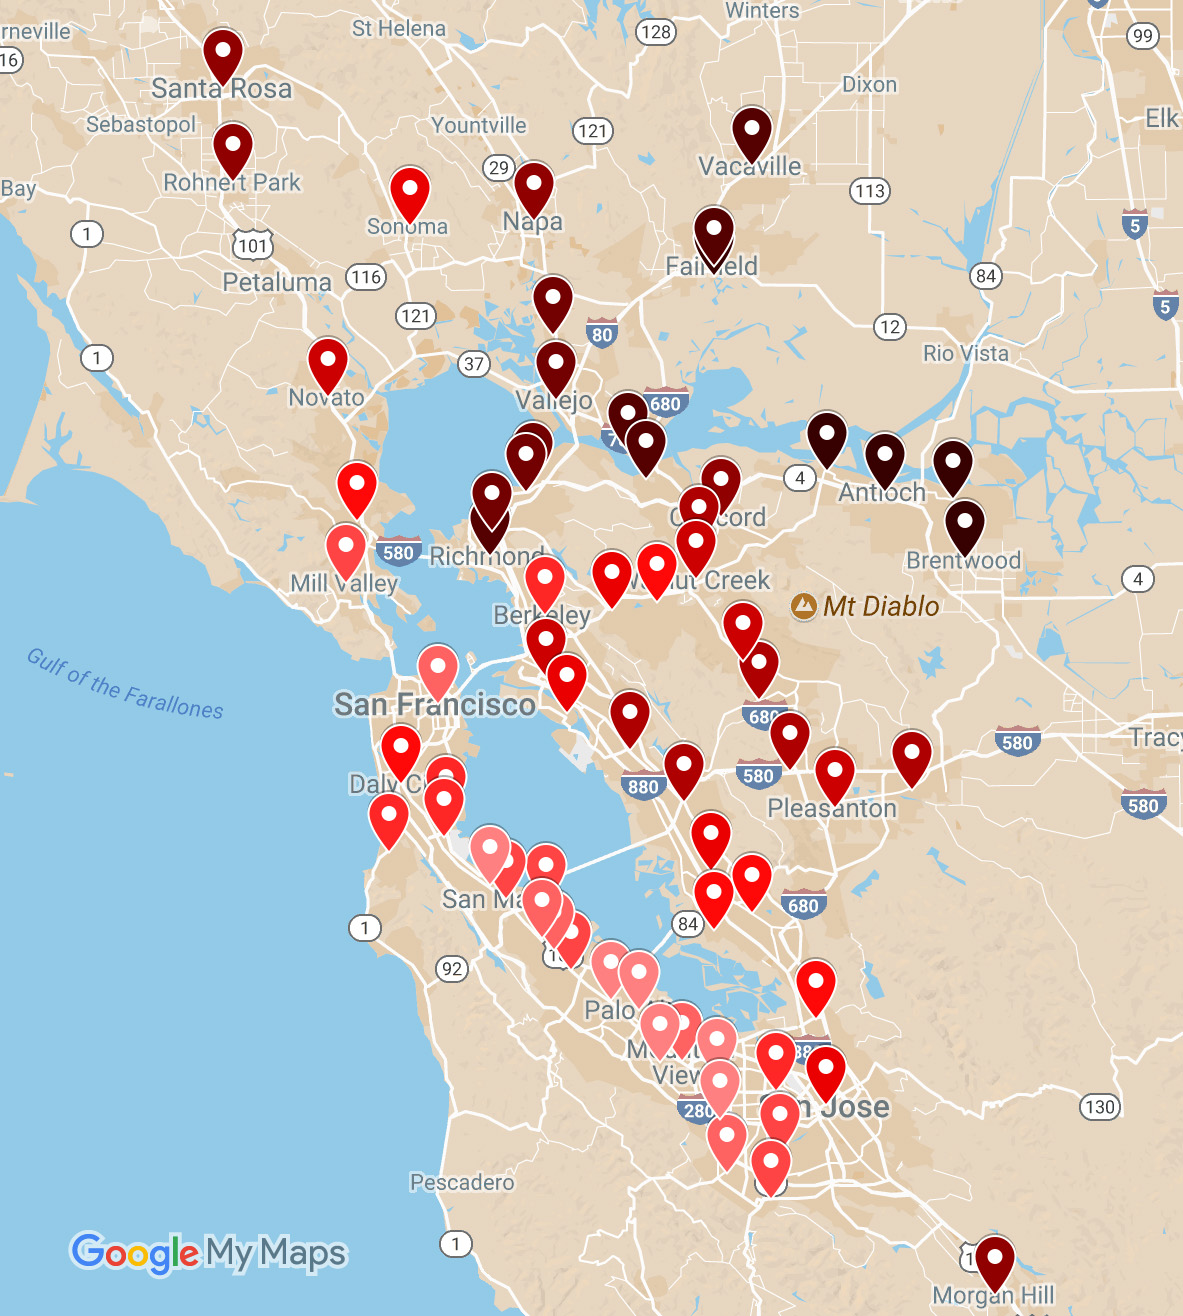 Winters
rneville
St Helena
128
99
16
Santa Rosa
Dixon
Elk
Sebastopol
Yountville
121
29
Vacaville
Rohnert Park
Bay
113
Sonoma
Napa
1
101
5
Fairfield
Petaluma
116
84
5
121
12
80
1
37
Rio Vista
Novato
Vallejo
680
4
Antioch
Concord
Richmond
580
Brentwood
Mill Valley
Walnut Creek
4
Mt Diablo
Berkeley
Gulf of the Farallones
San Francisco
680
580
Tracy
Daly C
580
880
580
Pleasanton
San Ma
680
1
84
92
Palo Al
Mount
View
880
280
San Jose
130
Pescadero
1
Google My Maps
Morgan Hill